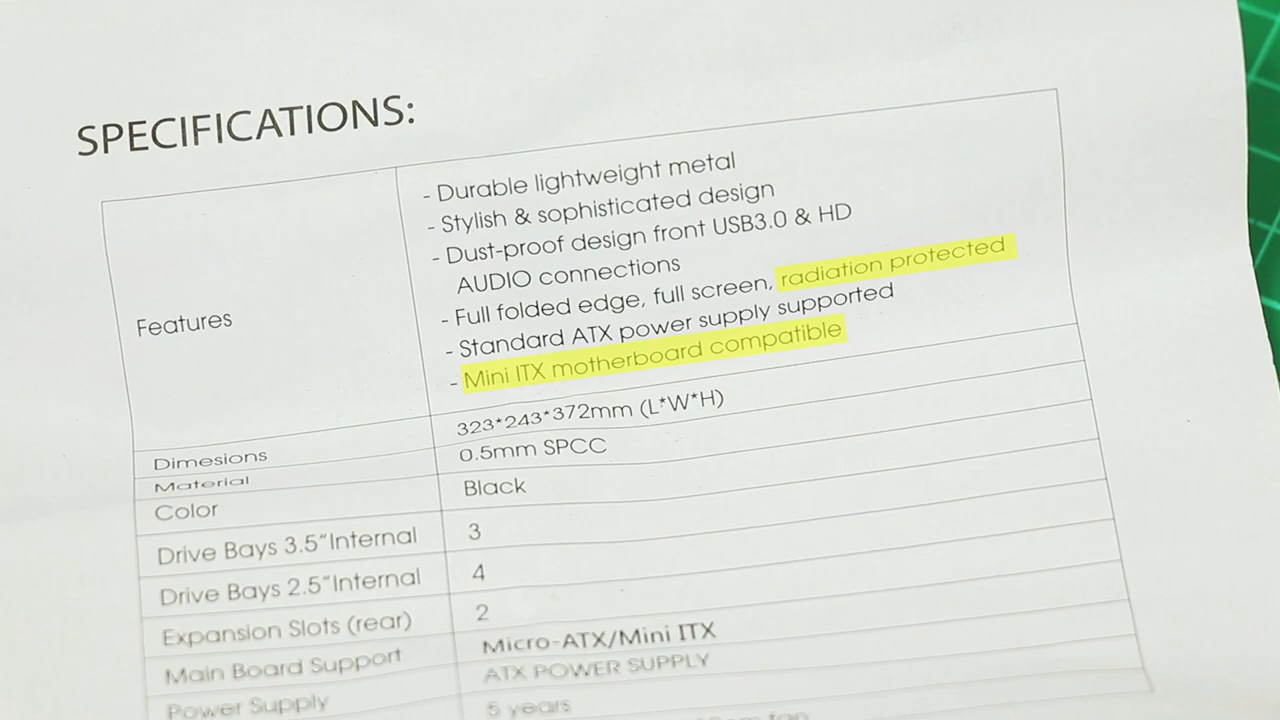 SPECIFICATIONS:
Features
- Durable lightweight metal
- Stylish & sophisticated design
- Dust-proof design front USB3.0 & HD
AUDIO connections
- Full folded edge, full screen, radiation protected
- Standard ATX power supply supported
- Mini ITX motherboard compatible
Dimesions 323*243*372mm (L*W*H)
Material 0.5mm SPCC
Color Black
Drive Bays 3.5"Internal 3
Drive Bays 2.5"Internal 4
Expansion Slots (rear) 2
Main Board Support Micro-ATX/Mini ITX
Power Supply ATX POWER SUPPLY
5 years
fan